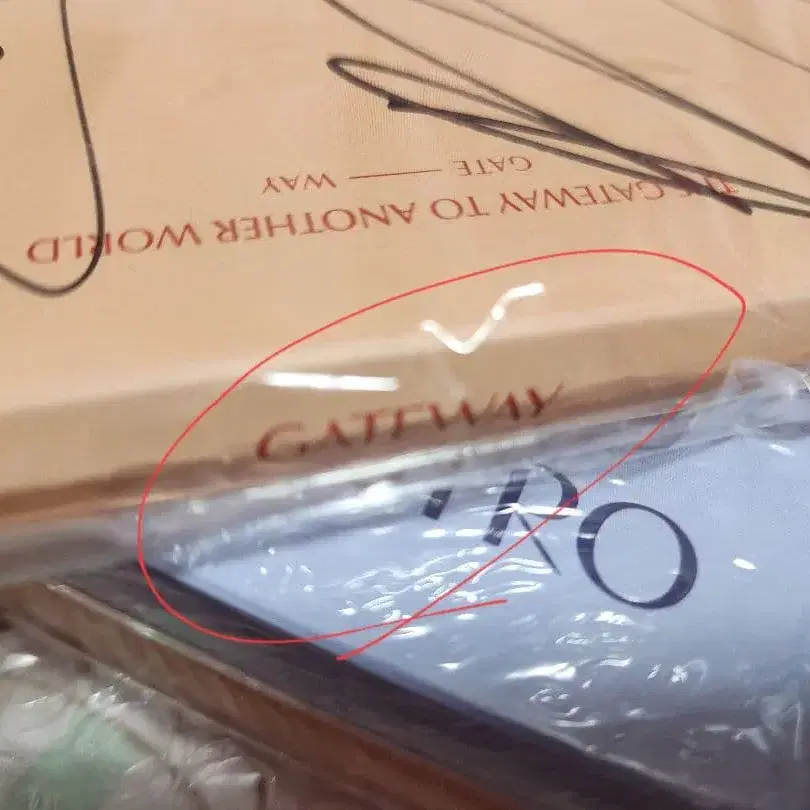 THE GATEWAY TO ANOTHER WORLD
GATE —— WAY
GATEWAY
RO